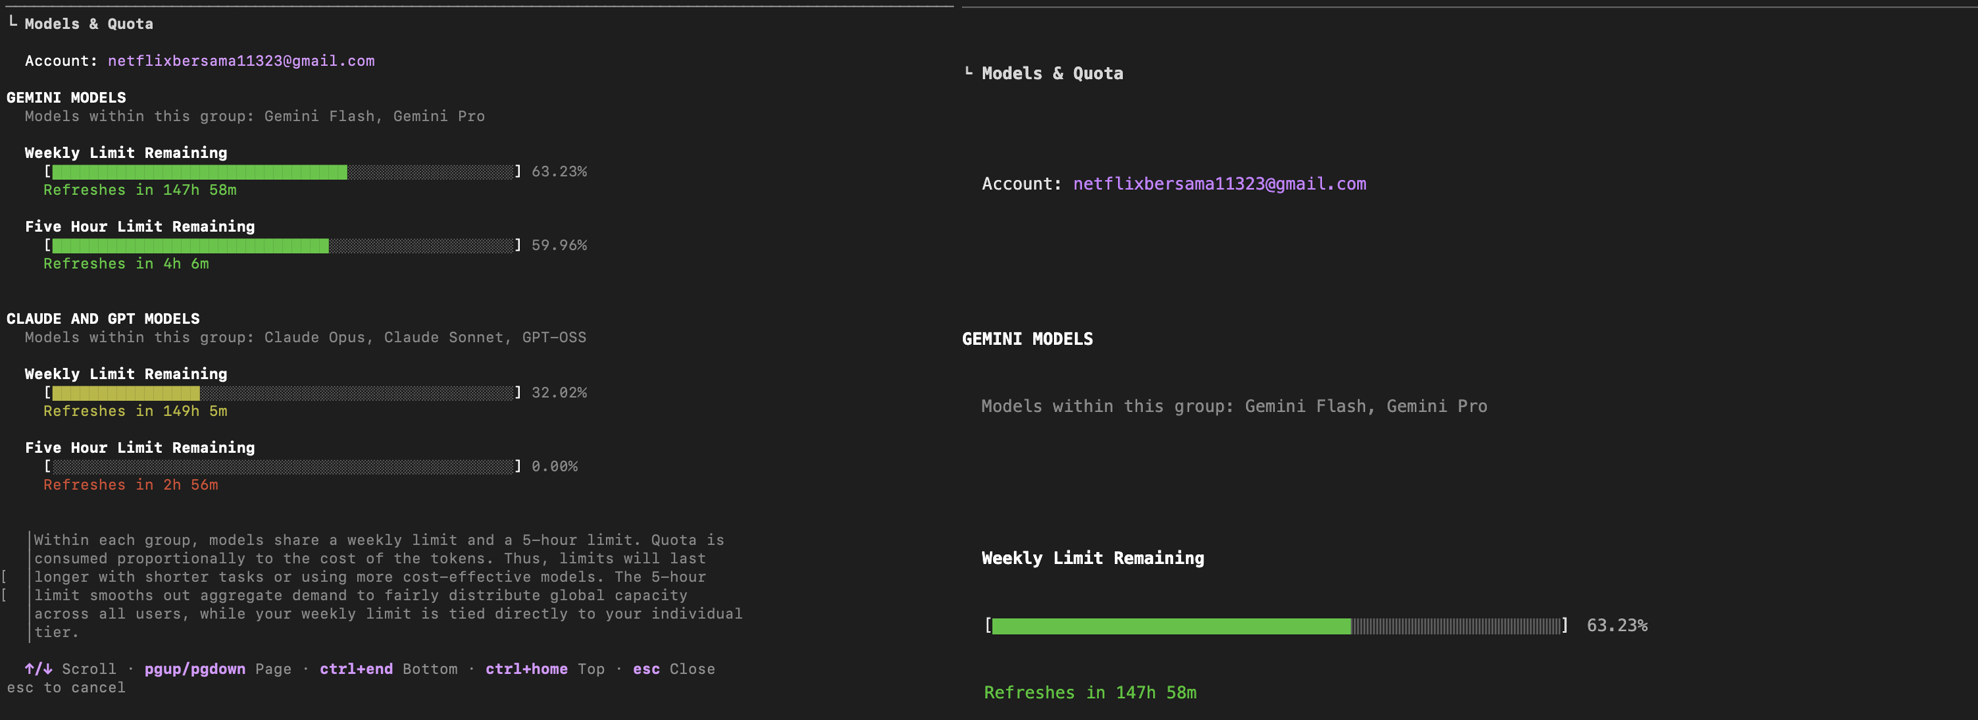 └ Models & Quota
Account: netflixbersama11323@gmail.com
GEMINI MODELS
Models within this group: Gemini Flash, Gemini Pro
Weekly Limit Remaining
[██████████░░░░░░] 63.23%
Refreshes in 147h 58m
Five Hour Limit Remaining
[█████████░░░░░░░] 59.96%
Refreshes in 4h 6m
CLAUDE AND GPT MODELS
Models within this group: Claude Opus, Claude Sonnet, GPT-OSS
Weekly Limit Remaining
[█████░░░░░░░░░░░] 32.02%
Refreshes in 149h 5m
Five Hour Limit Remaining
[░░░░░░░░░░░░░░░░] 0.00%
Refreshes in 2h 56m
Within each group, models share a weekly limit and a 5-hour limit. Quota is
consumed proportionally to the cost of the tokens. Thus, limits will last
[ longer with shorter tasks or using more cost-effective models. The 5-hour
[ limit smooths out aggregate demand to fairly distribute global capacity
across all users, while your weekly limit is tied directly to your individual
tier.
↑/↓ Scroll · pgup/pgdown Page · ctrl+end Bottom · ctrl+home Top · esc Close
esc to cancel
└ Models & Quota
Account: netflixbersama11323@gmail.com
GEMINI MODELS
Models within this group: Gemini Flash, Gemini Pro
Weekly Limit Remaining
[██████████░░░░░░] 63.23%
Refreshes in 147h 58m